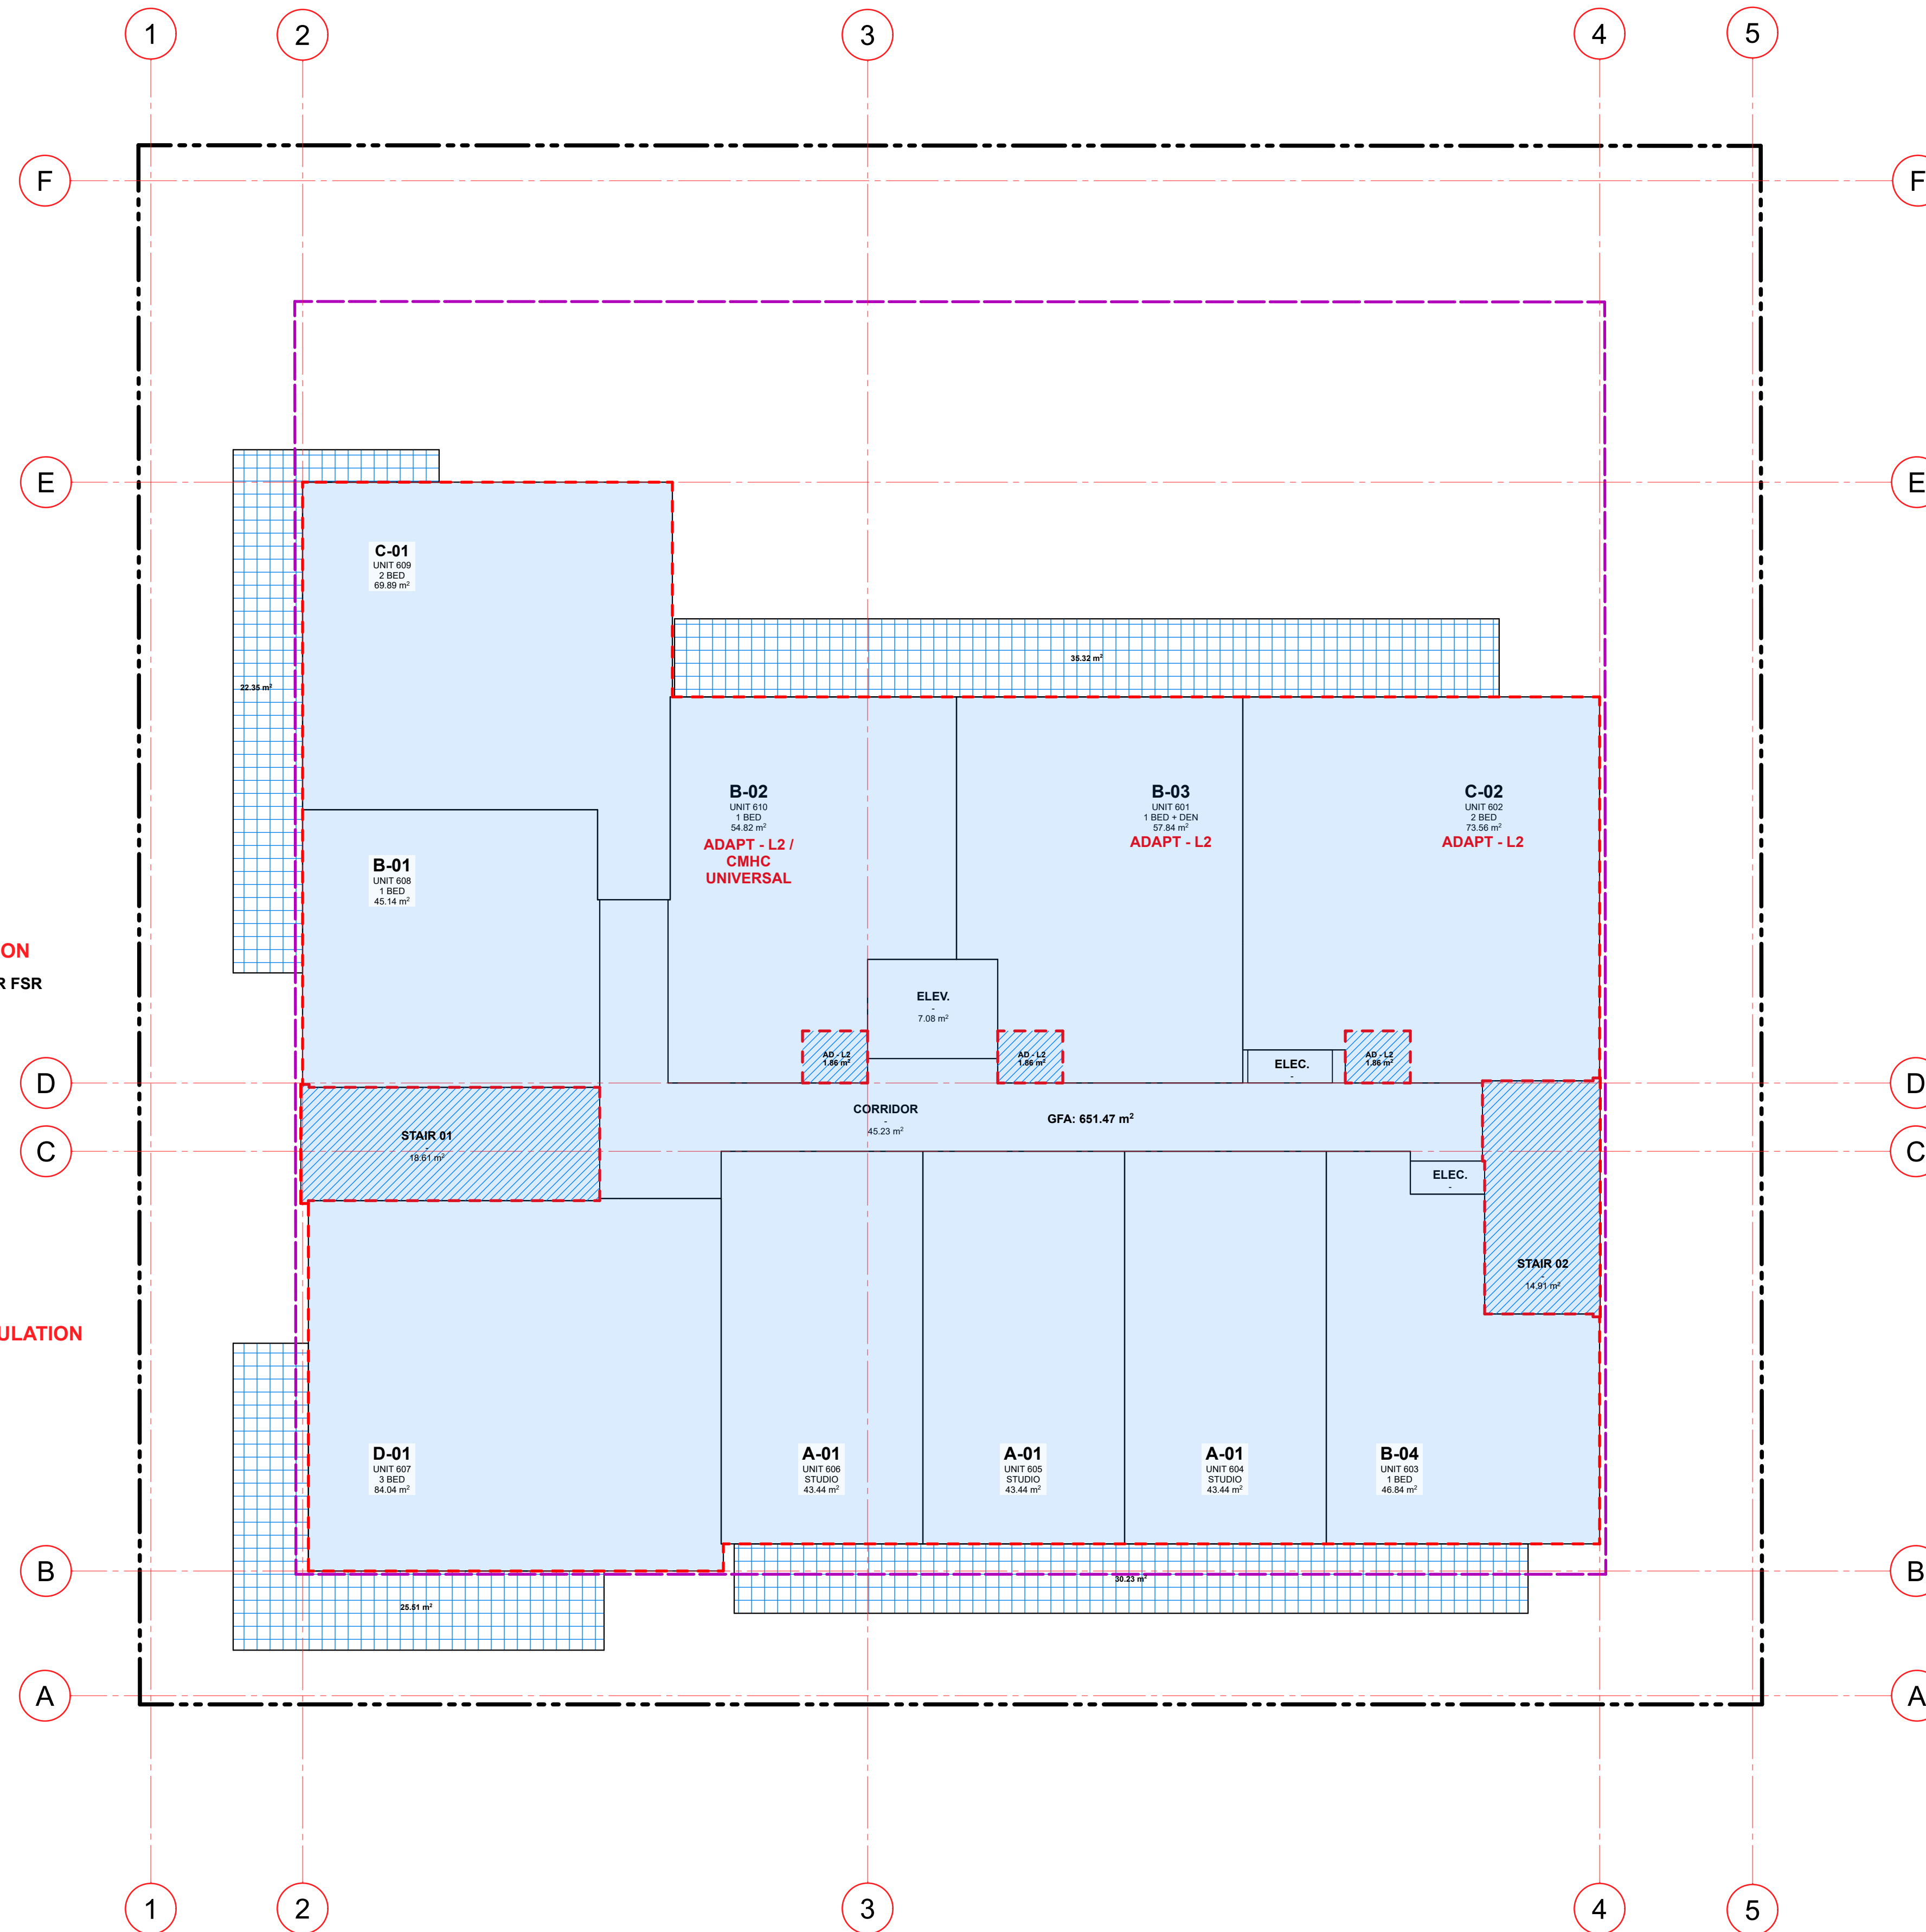 1
2
3
4
5
F
F
E
E
C-01
UNIT 609
2 BED
69.89 m²
35.32 m²
22.35 m²
B-02
UNIT 610
1 BED
54.82 m²
ADAPT - L2 /
CMHC
UNIVERSAL
B-03
UNIT 601
1 BED + DEN
57.84 m²
ADAPT - L2
C-02
UNIT 602
2 BED
73.56 m²
ADAPT - L2
B-01
UNIT 608
1 BED
45.14 m²
ON
R FSR
ELEV.
-
7.08 m²
AD - L2
1.86 m²
AD - L2
1.86 m²
ELEC.
-
AD - L2
1.86 m²
D
D
CORRIDOR
-
45.23 m²
GFA: 651.47 m²
STAIR 01
-
18.61 m²
C
C
ELEC.
-
STAIR 02
-
14.91 m²
ULATION
D-01
UNIT 607
3 BED
84.04 m²
A-01
UNIT 606
STUDIO
43.44 m²
A-01
UNIT 605
STUDIO
43.44 m²
A-01
UNIT 604
STUDIO
43.44 m²
B-04
UNIT 603
1 BED
46.84 m²
B
B
30.23 m²
25.51 m²
A
A
1
2
3
4
5